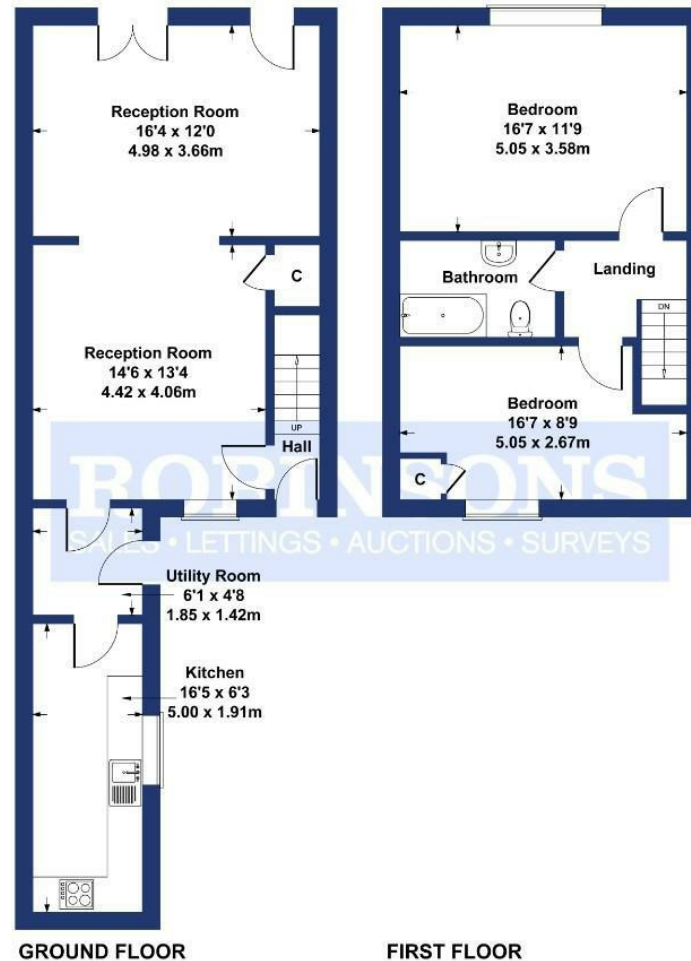 Reception Room
16'4 x 12'0
4.98 x 3.66m
C
Reception Room
14'6 x 13'4
4.42 x 4.06m
UP
Hall
Utility Room
6'1 x 4'8
1.85 x 1.42m
Kitchen
16'5 x 6'3
5.00 x 1.91m
GROUND FLOOR
Bedroom
16'7 x 11'9
5.05 x 3.58m
Bathroom
Landing
DN
Bedroom
16'7 x 8'9
5.05 x 2.67m
C
FIRST FLOOR
ROBINSONS
SALES • LETTINGS • AUCTIONS • SURVEYS